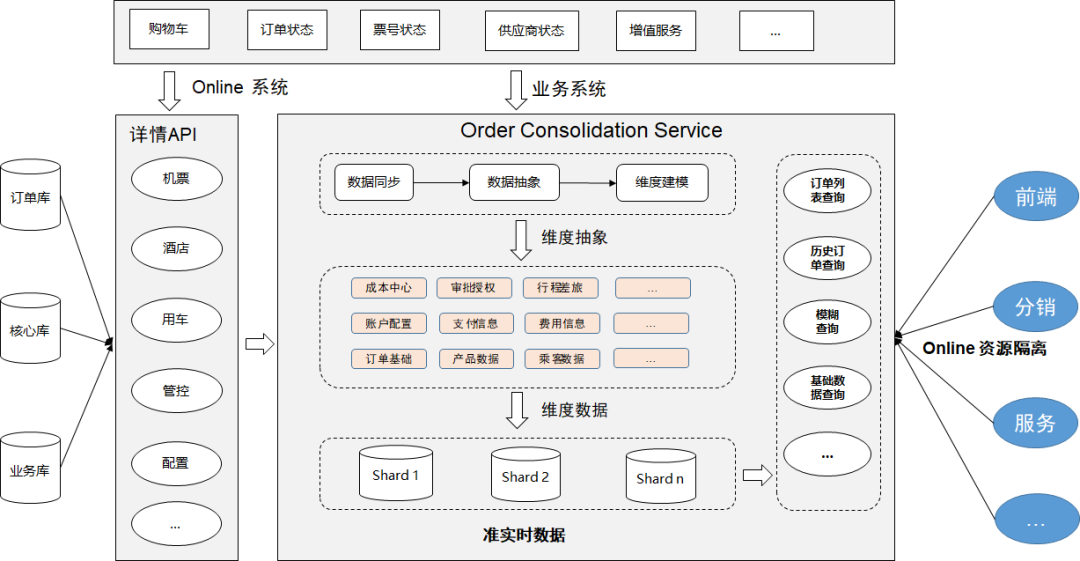 购物车
订单状态
票号状态
供应商状态
增值服务
...
Online 系统
业务系统
详情API
机票
酒店
用车
管控
配置
...
订单库
核心库
业务库
Order Consolidation Service
数据同步
数据抽象
维度建模
维度抽象
成本中心
审批授权
行程差旅
...
账户配置
支付信息
费用信息
...
订单基础
产品数据
乘客数据
...
维度数据
Shard 1
Shard 2
Shard n
准实时数据
订单列
表查询
历史订
单查询
模糊
查询
基础数
据查询
...
前端
分销
Online 资源隔离
服务
...